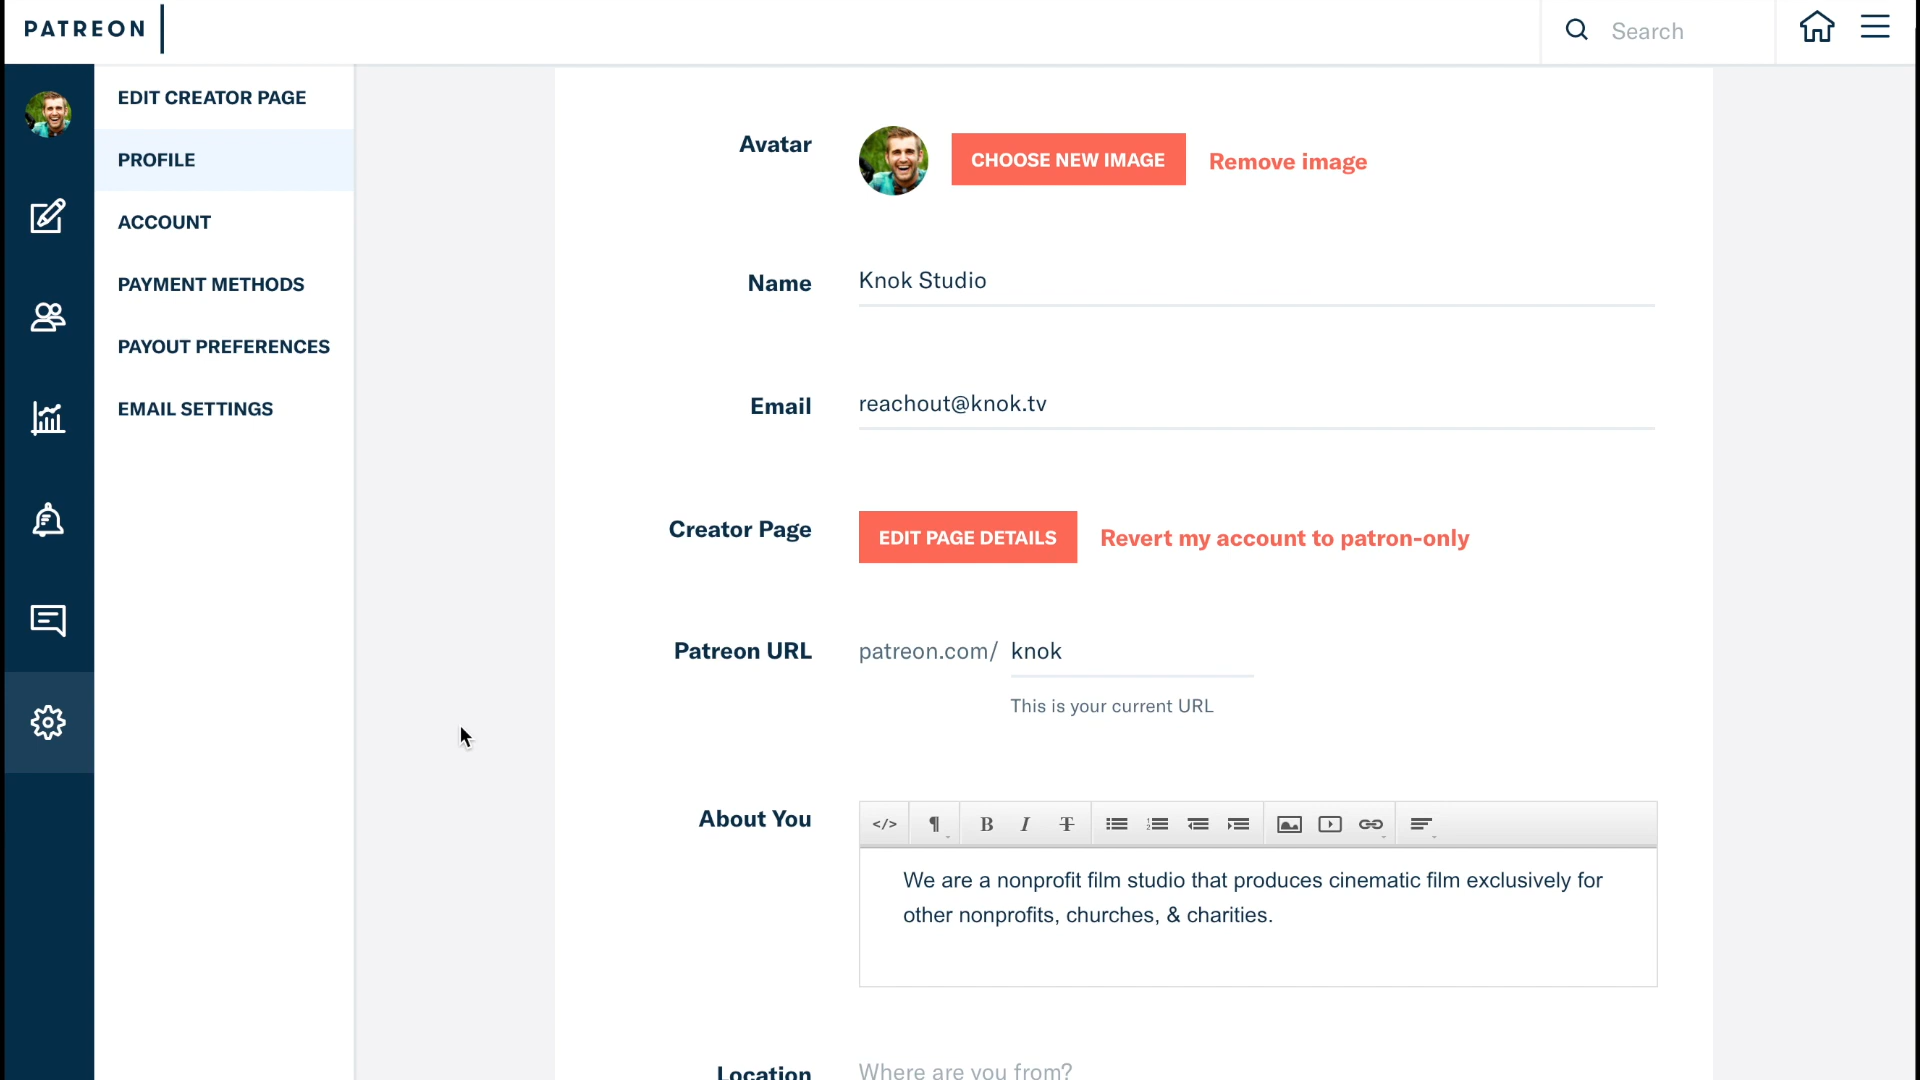 PATREON
Search
EDIT CREATOR PAGE
PROFILE
ACCOUNT
PAYMENT METHODS
PAYOUT PREFERENCES
EMAIL SETTINGS
Avatar
CHOOSE NEW IMAGE
Remove image
Name
Knok Studio
Email
reachout@knok.tv
Creator Page
EDIT PAGE DETAILS
Revert my account to patron-only
Patreon URL
patreon.com/ knok
This is your current URL
About You
We are a nonprofit film studio that produces cinematic film exclusively for
other nonprofits, churches, & charities.
Location
Where are you from?